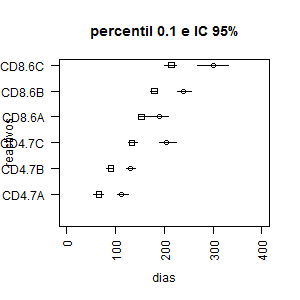 percentil 0.1 e IC 95%
CD8.6C
CD8.6B
CD8.6A
CD4.7C
CD4.7B
CD4.7A
reativos
0 100 200 300 400
dias